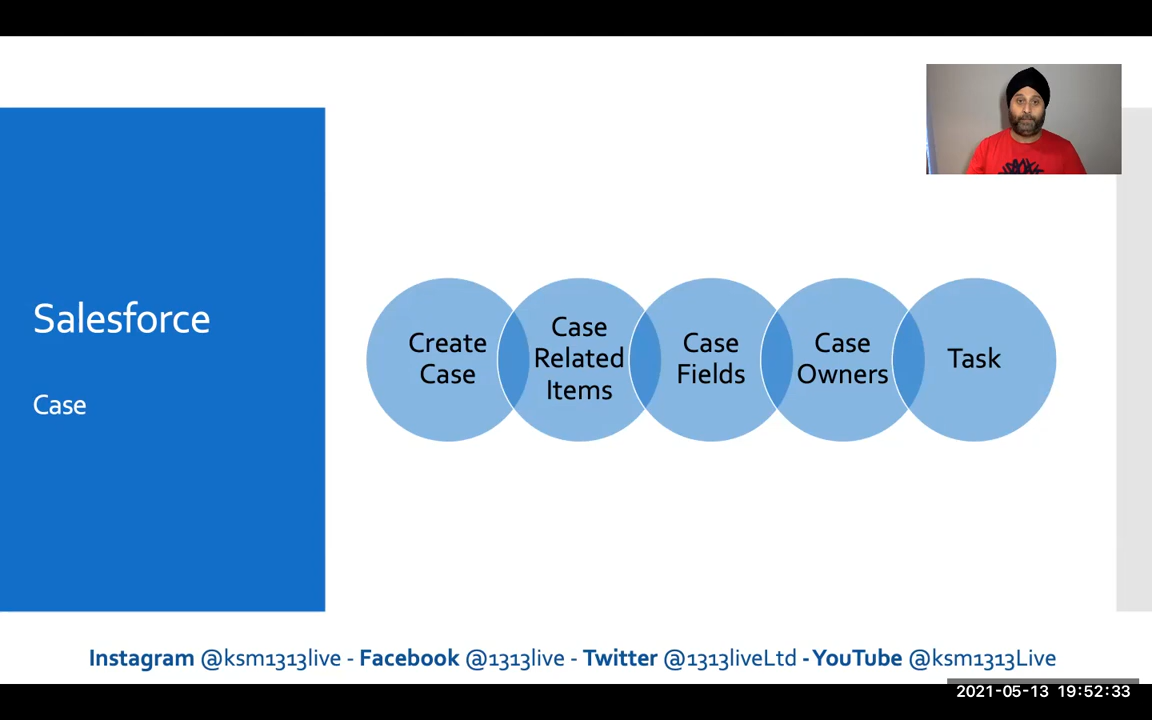 Salesforce
Case
Create
Case
Case
Related
Items
Case
Fields
Case
Owners
Task
Instagram @ksm1313live - Facebook @1313live - Twitter @1313liveLtd - YouTube @ksm1313Live
2021-05-13 19:52:33